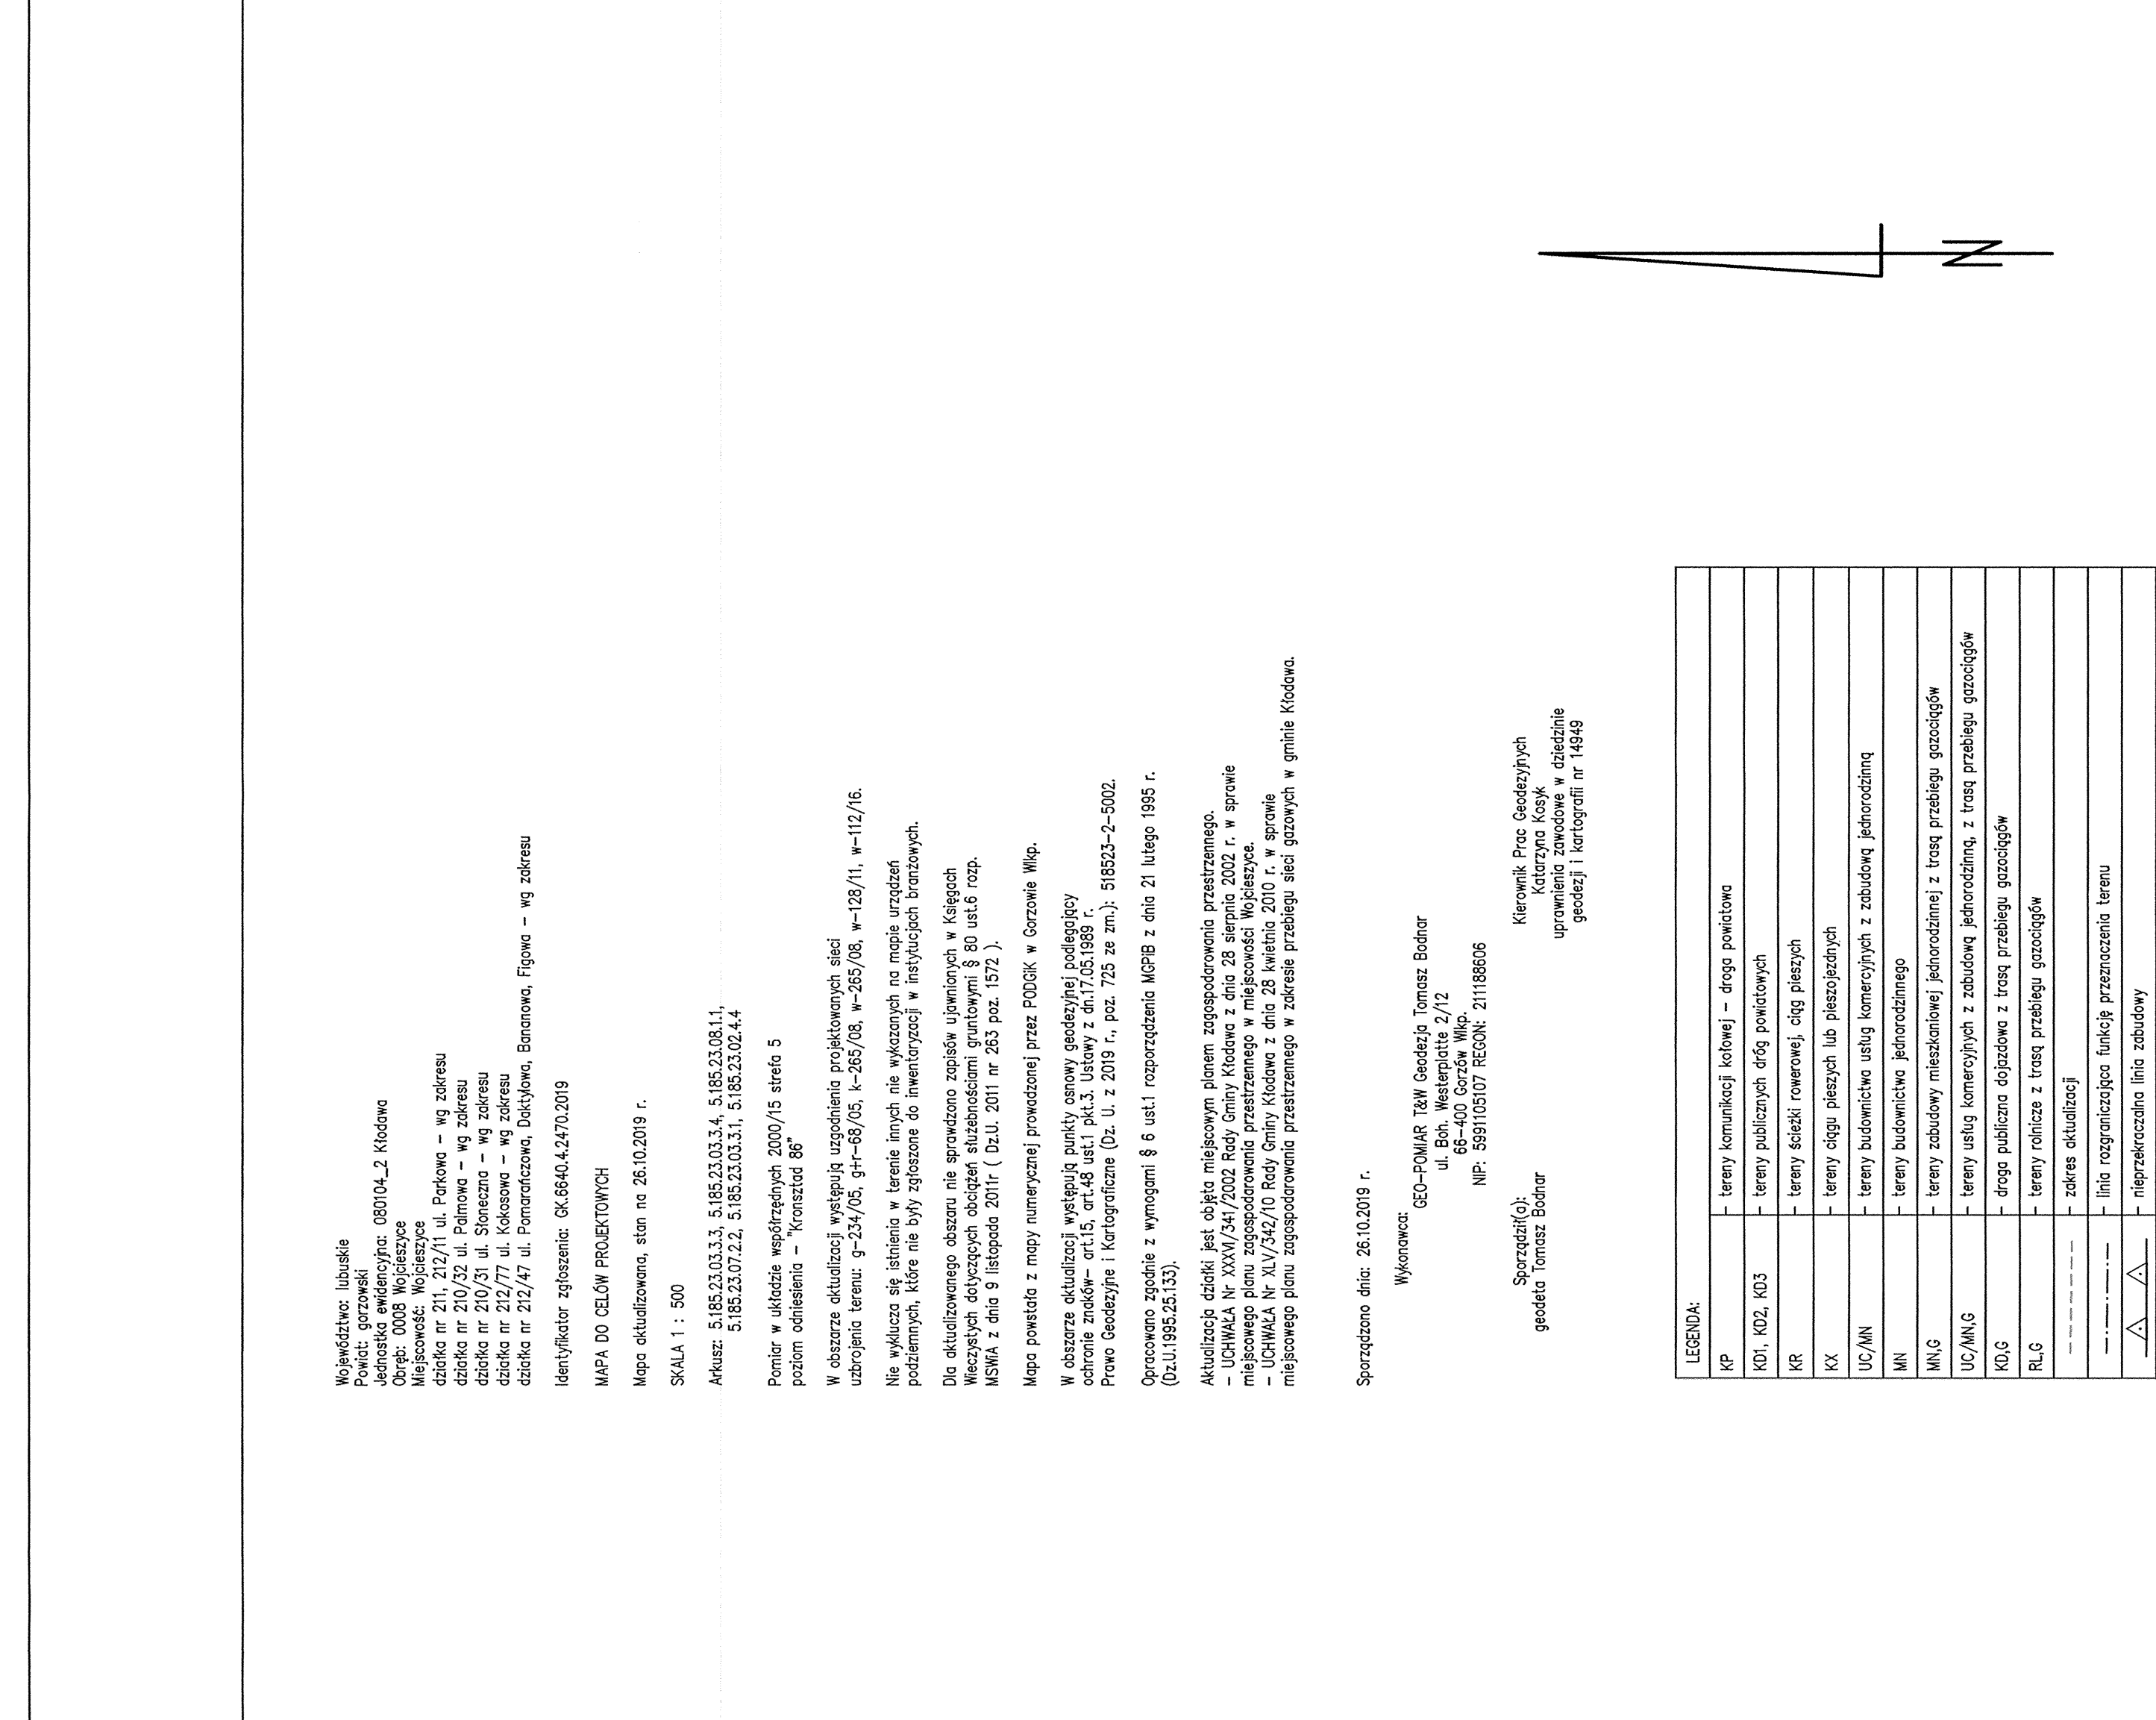 Województwo: lubuskie
Powiat: gorzowski
Jednostka ewidencyjna: 080104_2 Kłodawa
Obręb: 0008 Wojcieszyce
Miejscowość: Wojcieszyce
działka nr 211, 212/11 ul. Parkowa – wg zakresu
działka nr 210/32 ul. Palmowa – wg zakresu
działka nr 210/31 ul. Słoneczna – wg zakresu
działka nr 212/77 ul. Kokosowa – wg zakresu
działka nr 212/47 ul. Pomarańczowa, Daktylowa, Bananowa, Figowa – wg zakresu
Identyfikator zgłoszenia: GK.6640.4.2470.2019
MAPA DO CELÓW PROJEKTOWYCH
Mapa aktualizowana, stan na 26.10.2019 r.
SKALA 1 : 500
Arkusz: 5.185.23.03.3.3, 5.185.23.03.3.4, 5.185.23.08.1.1,
5.185.23.07.2.2, 5.185.23.03.3.1, 5.185.23.02.4.4
Pomiar w układzie współrzędnych 2000/15 strefa 5
poziom odniesienia – "Kronsztad 86"
W obszarze aktualizacji występują uzgodnienia projektowanych sieci
uzbrojenia terenu: g–234/05, g+r–68/05, k–265/08, w–265/08, w–128/11, w–112/16.
Nie wyklucza się istnienia w terenie innych nie wykazanych na mapie urządzeń
podziemnych, które nie były zgłoszone do inwentaryzacji w instytucjach branżowych.
Dla aktualizowanego obszaru nie sprawdzono zapisów ujawnionych w Księgach
Wieczystych dotyczących obciążeń służebnościami gruntowymi § 80 ust.6 rozp.
MSWiA z dnia 9 listopada 2011r ( Dz.U. 2011 nr 263 poz. 1572 ).
Mapa powstała z mapy numerycznej prowadzonej przez PODGiK w Gorzowie Wlkp.
W obszarze aktualizacji występują punkty osnowy geodezyjnej podlegający
ochronie znaków– art.15, art.48 ust.1 pkt.3. Ustawy z dn.17.05.1989 r.
Prawo Geodezyjne i Kartograficzne (Dz. U. z 2019 r., poz. 725 ze zm.): 518523–2–5002.
Opracowano zgodnie z wymogami § 6 ust.1 rozporządzenia MGPiB z dnia 21 lutego 1995 r.
(Dz.U.1995.25.133).
Aktualizacja działki jest objęta miejscowym planem zagospodarowania przestrzennego.
– UCHWAŁA Nr XXXVI/341/2002 Rady Gminy Kłodawa z dnia 28 sierpnia 2002 r. w sprawie
miejscowego planu zagospodarowania przestrzennego w miejscowości Wojcieszyce.
– UCHWAŁA Nr XLV/342/10 Rady Gminy Kłodawa z dnia 28 kwietnia 2010 r. w sprawie
miejscowego planu zagospodarowania przestrzennego w zakresie przebiegu sieci gazowych w gminie Kłodawa.
Sporządzono dnia: 26.10.2019 r.
Wykonawca:
GEO–POMIAR T&W Geodezja Tomasz Bodnar
ul. Boh. Westerplatte 2/12
66–400 Gorzów Wlkp.
NIP: 5991105107 REGON: 211188606
Sporządził(a):
geodeta Tomasz Bodnar
Kierownik Prac Geodezyjnych
Katarzyna Kosyk
uprawnienia zawodowe w dziedzinie
geodezji i kartografii nr 14949
N
LEGENDA:
KP – tereny komunikacji kołowej – droga powiatowa
KD1, KD2, KD3 – tereny publicznych dróg powiatowych
KR – tereny ścieżki rowerowej, ciąg pieszych
KX – tereny ciągu pieszych lub pieszojezdnych
UC/MN – tereny budownictwa usług komercyjnych z zabudową jednorodzinną
MN – tereny budownictwa jednorodzinnego
MN,G – tereny zabudowy mieszkaniowej jednorodzinnej z trasą przebiegu gazociągów
UC/MN,G – tereny usług komercyjnych z zabudową jednorodzinną, z trasą przebiegu gazociągów
KD,G – droga publiczna dojazdowa z trasą przebiegu gazociągów
RL,G – tereny rolnicze z trasą przebiegu gazociągów
– zakres aktualizacji
– linia rozgraniczająca funkcję przeznaczenia terenu
– nieprzekraczalna linia zabudowy